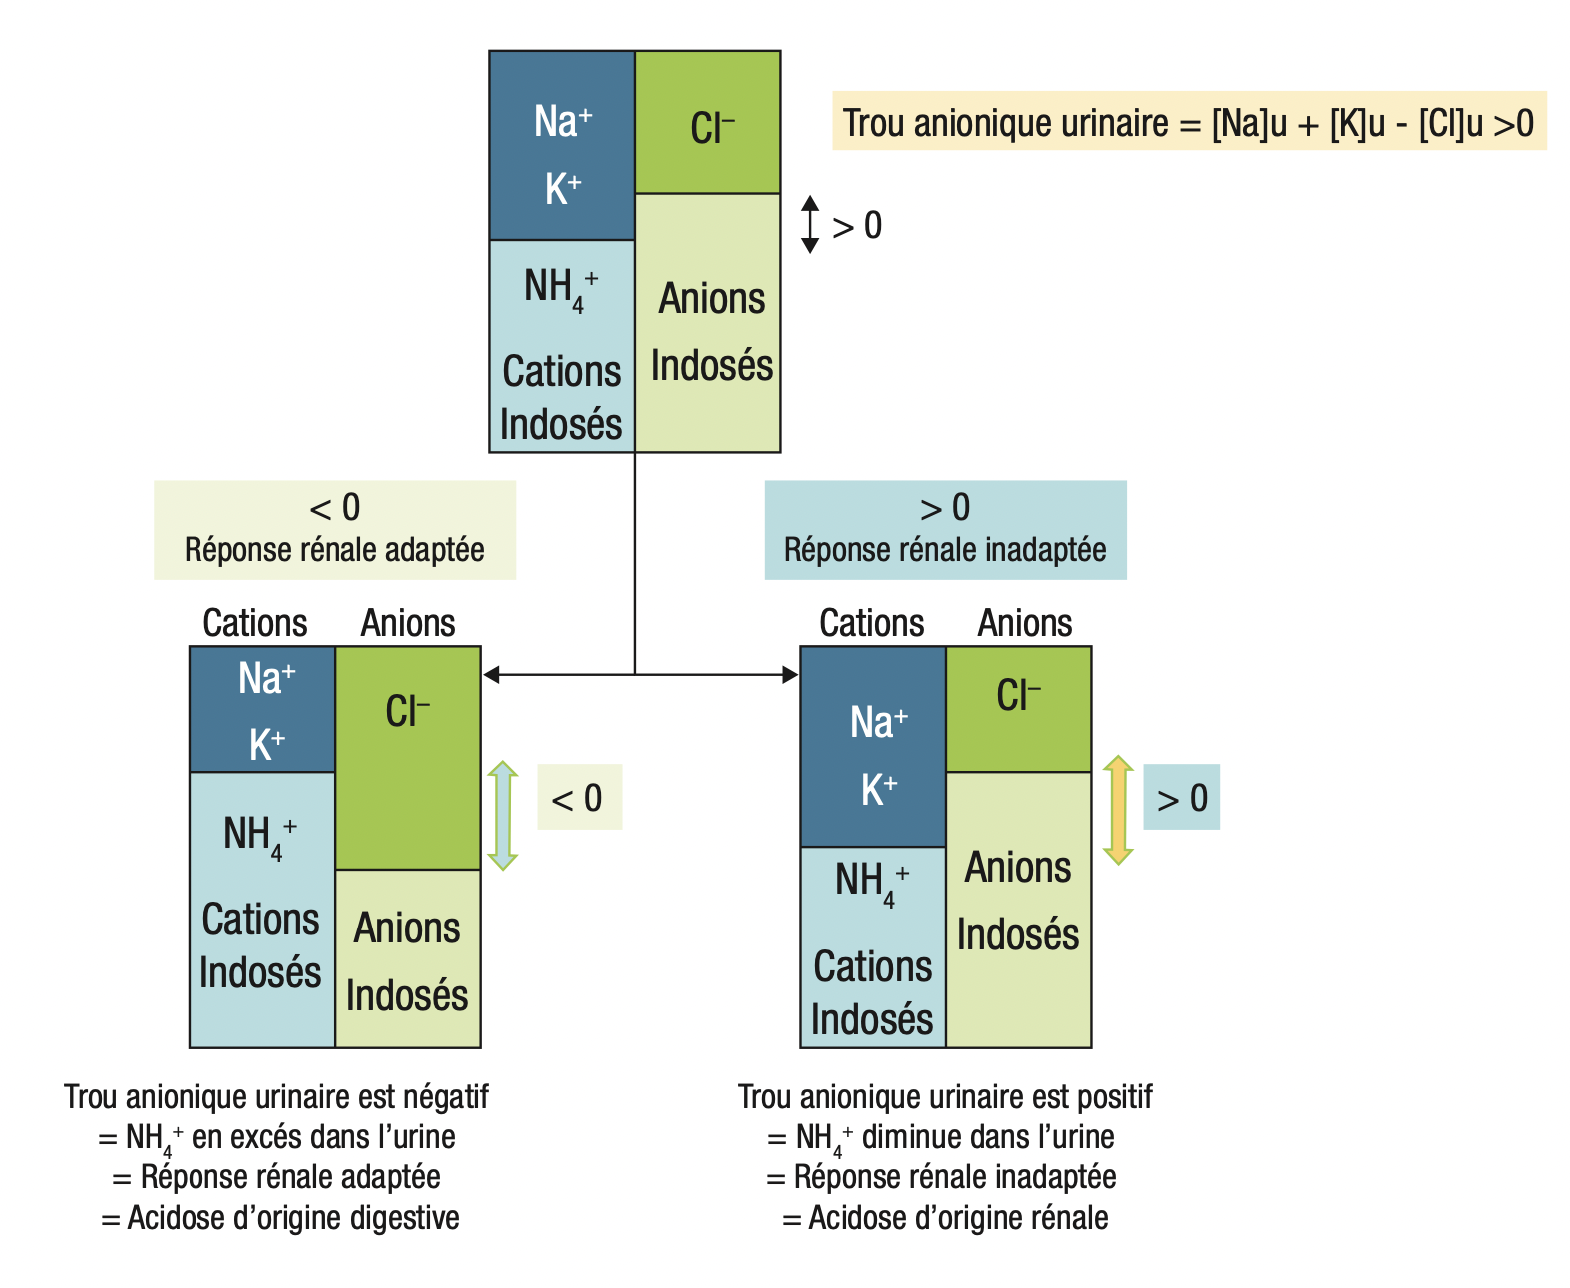 Na⁺
K⁺
Cl⁻
NH₄⁺
Cations
Indosés
Anions
Indosés
Trou anionique urinaire = [Na]u + [K]u - [Cl]u >0
> 0
< 0
Réponse rénale adaptée
> 0
Réponse rénale inadaptée
Cations Anions
Na⁺
K⁺
Cl⁻
NH₄⁺
Cations
Indosés
Anions
Indosés
< 0
Cations Anions
Na⁺
K⁺
Cl⁻
NH₄⁺
Cations
Indosés
Anions
Indosés
> 0
Trou anionique urinaire est négatif
= NH₄⁺ en excés dans l’urine
= Réponse rénale adaptée
= Acidose d’origine digestive
Trou anionique urinaire est positif
= NH₄⁺ diminue dans l’urine
= Réponse rénale inadaptée
= Acidose d’origine rénale